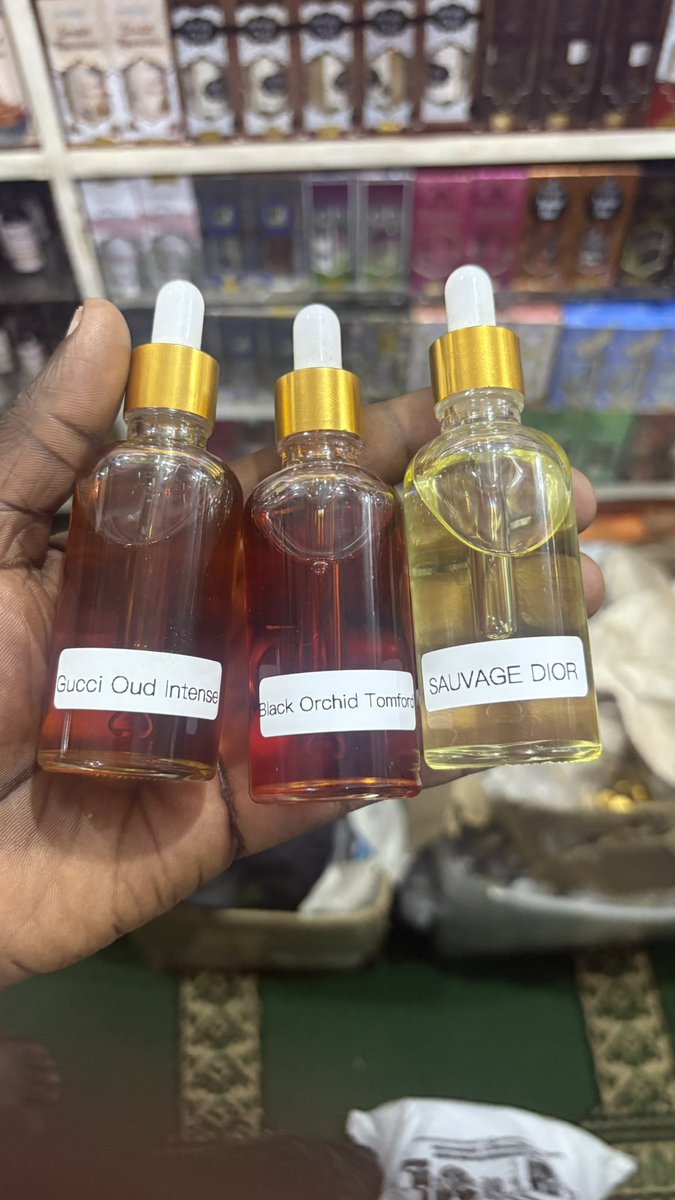 Gucci Oud Intense
Black Orchid Tomford
SAUVAGE DIOR